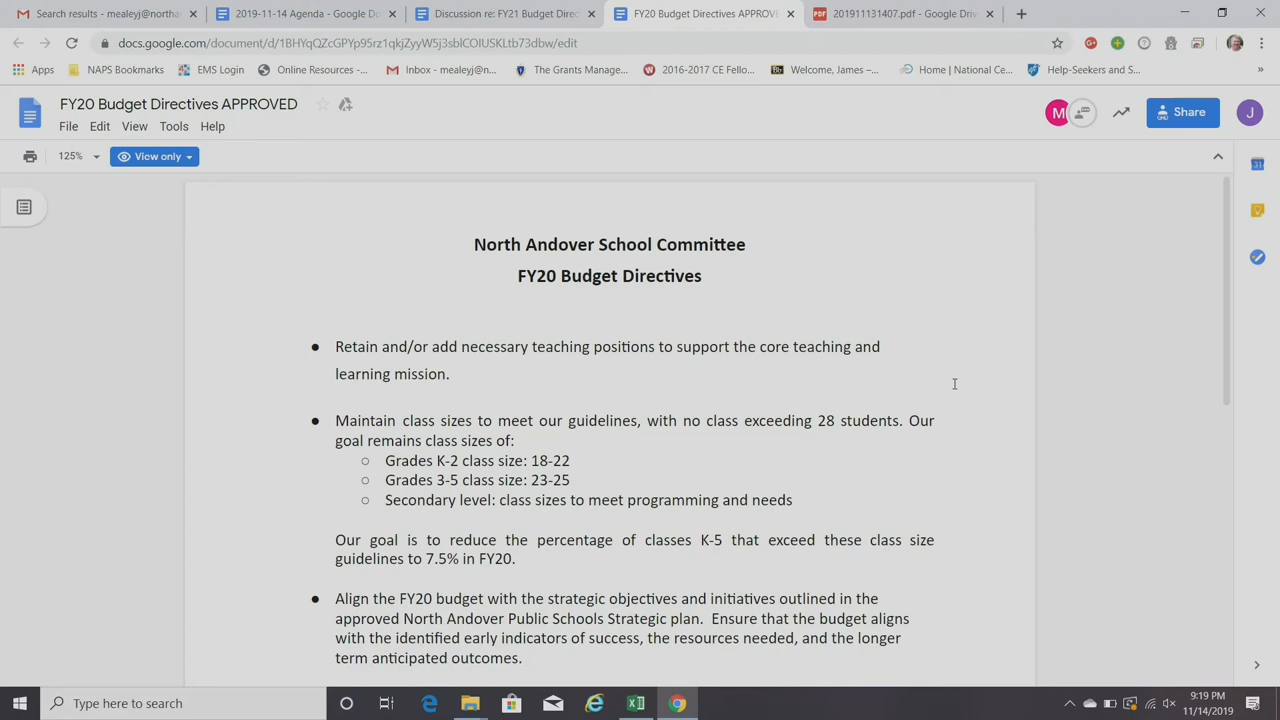 Search results - mealeyj@northa
2019-11-14 Agenda - Google Do
Discussion re: FY21 Budget Direc
FY20 Budget Directives APPROVE
201911131407.pdf - Google Driv
docs.google.com/document/d/1BHYqQZcGPYp95rz1qkjZyyW5j3sblCOIUSKLtb73dbw/edit
Apps
NAPS Bookmarks
EMS Login
Online Resources -...
Inbox - mealeyj@n...
The Grants Manage...
2016-2017 CE Fello...
Welcome, James –...
Home | National Ce...
Help-Seekers and S...
»
FY20 Budget Directives APPROVED
File Edit View Tools Help
M
Share
J
125%
View only
North Andover School Committee
FY20 Budget Directives
● Retain and/or add necessary teaching positions to support the core teaching and
learning mission.
● Maintain class sizes to meet our guidelines, with no class exceeding 28 students. Our
goal remains class sizes of:
○ Grades K-2 class size: 18-22
○ Grades 3-5 class size: 23-25
○ Secondary level: class sizes to meet programming and needs
Our goal is to reduce the percentage of classes K-5 that exceed these class size
guidelines to 7.5% in FY20.
● Align the FY20 budget with the strategic objectives and initiatives outlined in the
approved North Andover Public Schools Strategic plan. Ensure that the budget aligns
with the identified early indicators of success, the resources needed, and the longer
term anticipated outcomes.
Type here to search
9:19 PM
11/14/2019